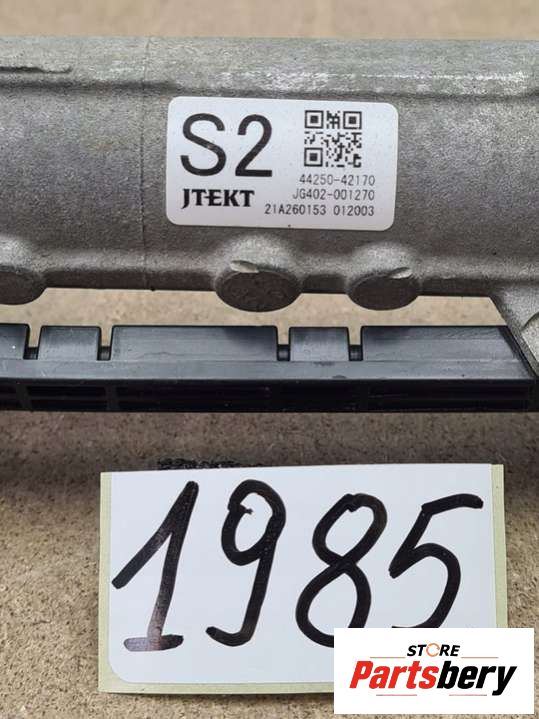 S2
JTEKT
44250-42170
JG402-001270
21A260153 012003
1985
STORE
Partsbery